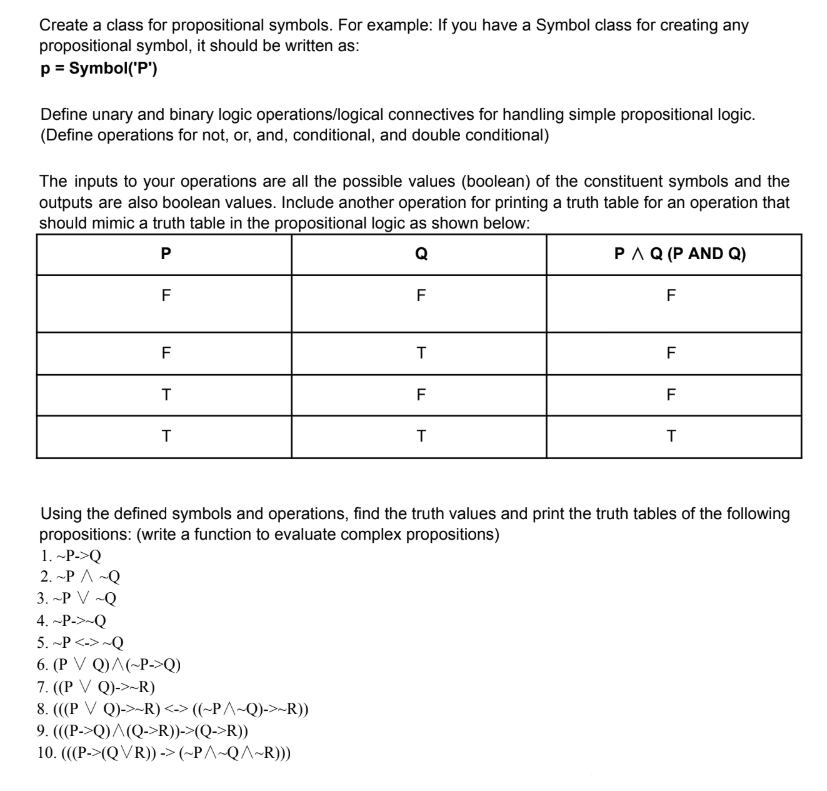 Create a class for propositional symbols. For example: If you have a Symbol class for creating any
propositional symbol, it should be written as:
p = Symbol('P')
Define unary and binary logic operations/logical connectives for handling simple propositional logic.
(Define operations for not, or, and, conditional, and double conditional)
The inputs to your operations are all the possible values (boolean) of the constituent symbols and the
outputs are also boolean values. Include another operation for printing a truth table for an operation that
should mimic a truth table in the propositional logic as shown below:
P Q P ∧ Q (P AND Q)
F F F
F T F
T F F
T T T
Using the defined symbols and operations, find the truth values and print the truth tables of the following
propositions: (write a function to evaluate complex propositions)
1. ~P->Q
2. ~P ∧ ~Q
3. ~P ∨ ~Q
4. ~P->~Q
5. ~P <-> ~Q
6. (P ∨ Q)∧(~P->Q)
7. ((P ∨ Q)->~R)
8. (((P ∨ Q)->~R) <-> ((~P∧~Q)->~R))
9. (((P->Q)∧(Q->R))->(Q->R))
10. (((P->(Q∨R)) -> (~P∧~Q∧~R)))